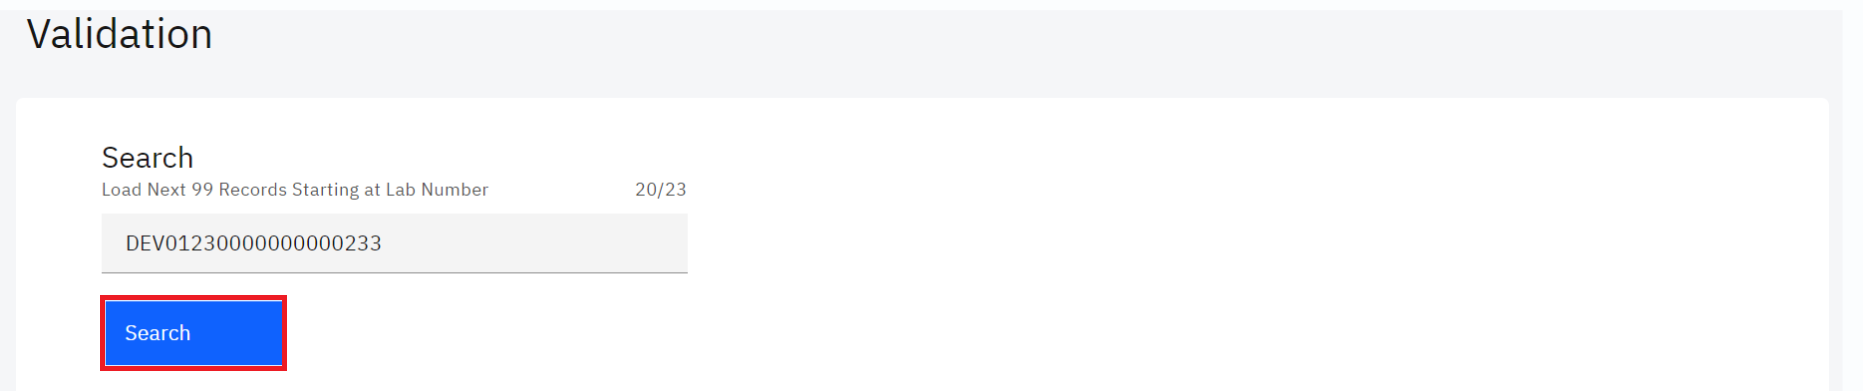 Validation
Search
Load Next 99 Records Starting at Lab Number 20/23
DEV01230000000000233
Search